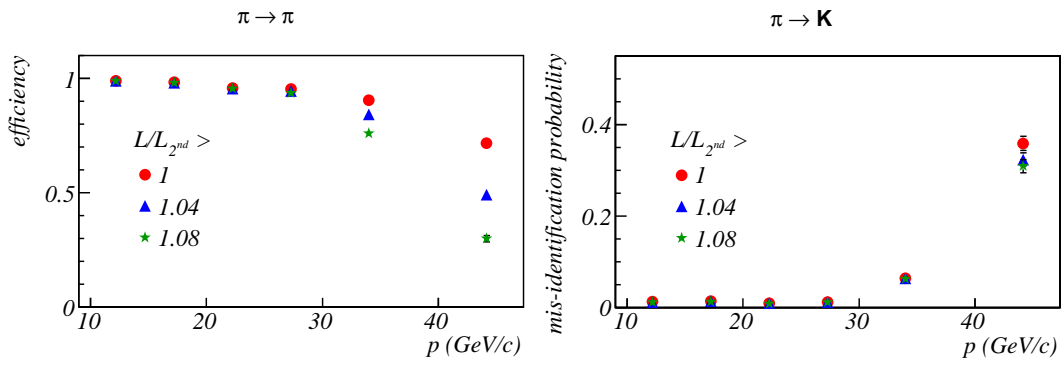 π → π
efficiency
1
0.5
0
L/L2nd >
1
1.04
1.08
10 20 30 40
p (GeV/c)
π → K
mis-identification probability
0.4
0.2
0
L/L2nd >
1
1.04
1.08
10 20 30 40
p (GeV/c)